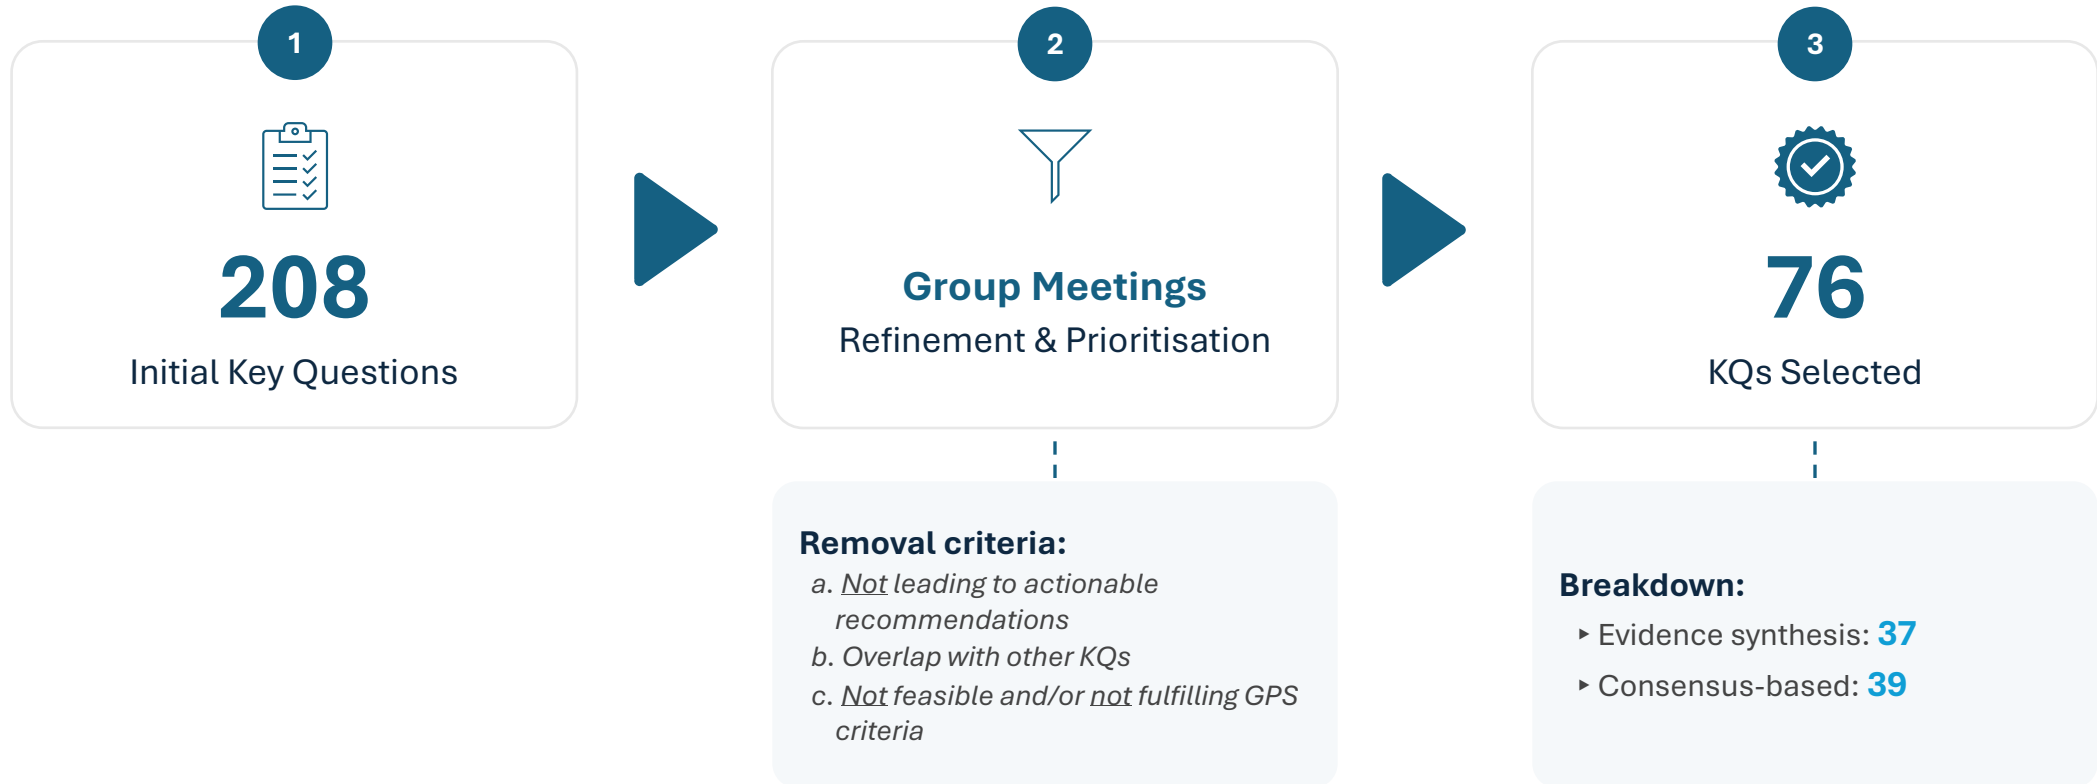 1
208
Initial Key Questions
2
Group Meetings
Refinement & Prioritisation
Removal criteria:
a. Not leading to actionable
recommendations
b. Overlap with other KQs
c. Not feasible and/or not fulfilling GPS
criteria
3
76
KQs Selected
Breakdown:
‣ Evidence synthesis: 37
‣ Consensus-based: 39